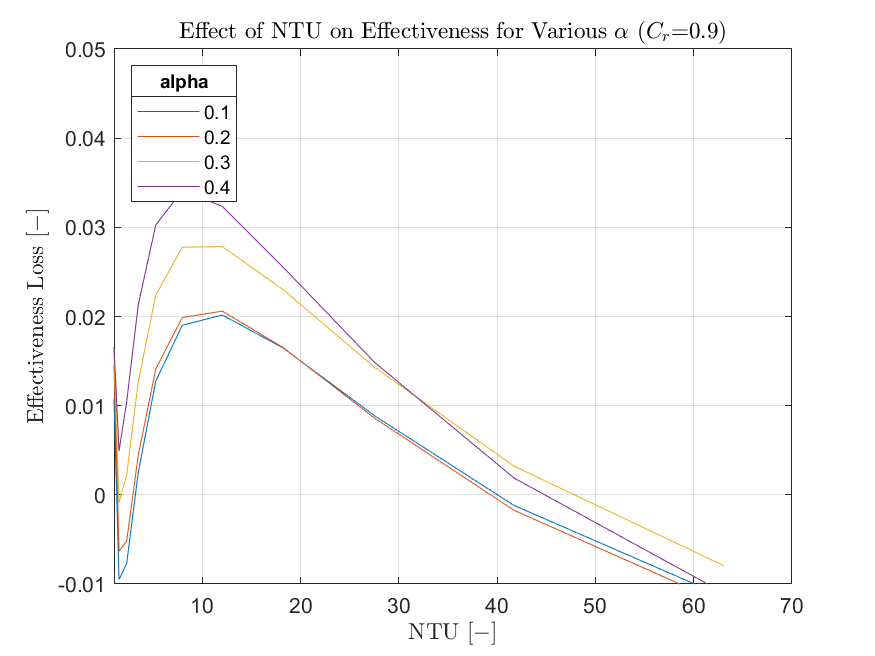 Effect of NTU on Effectiveness for Various α (Cr=0.9)
0.05
0.04
0.03
0.02
0.01
0
-0.01
Effectiveness Loss [−]
alpha
0.1
0.2
0.3
0.4
10 20 30 40 50 60 70
NTU [−]